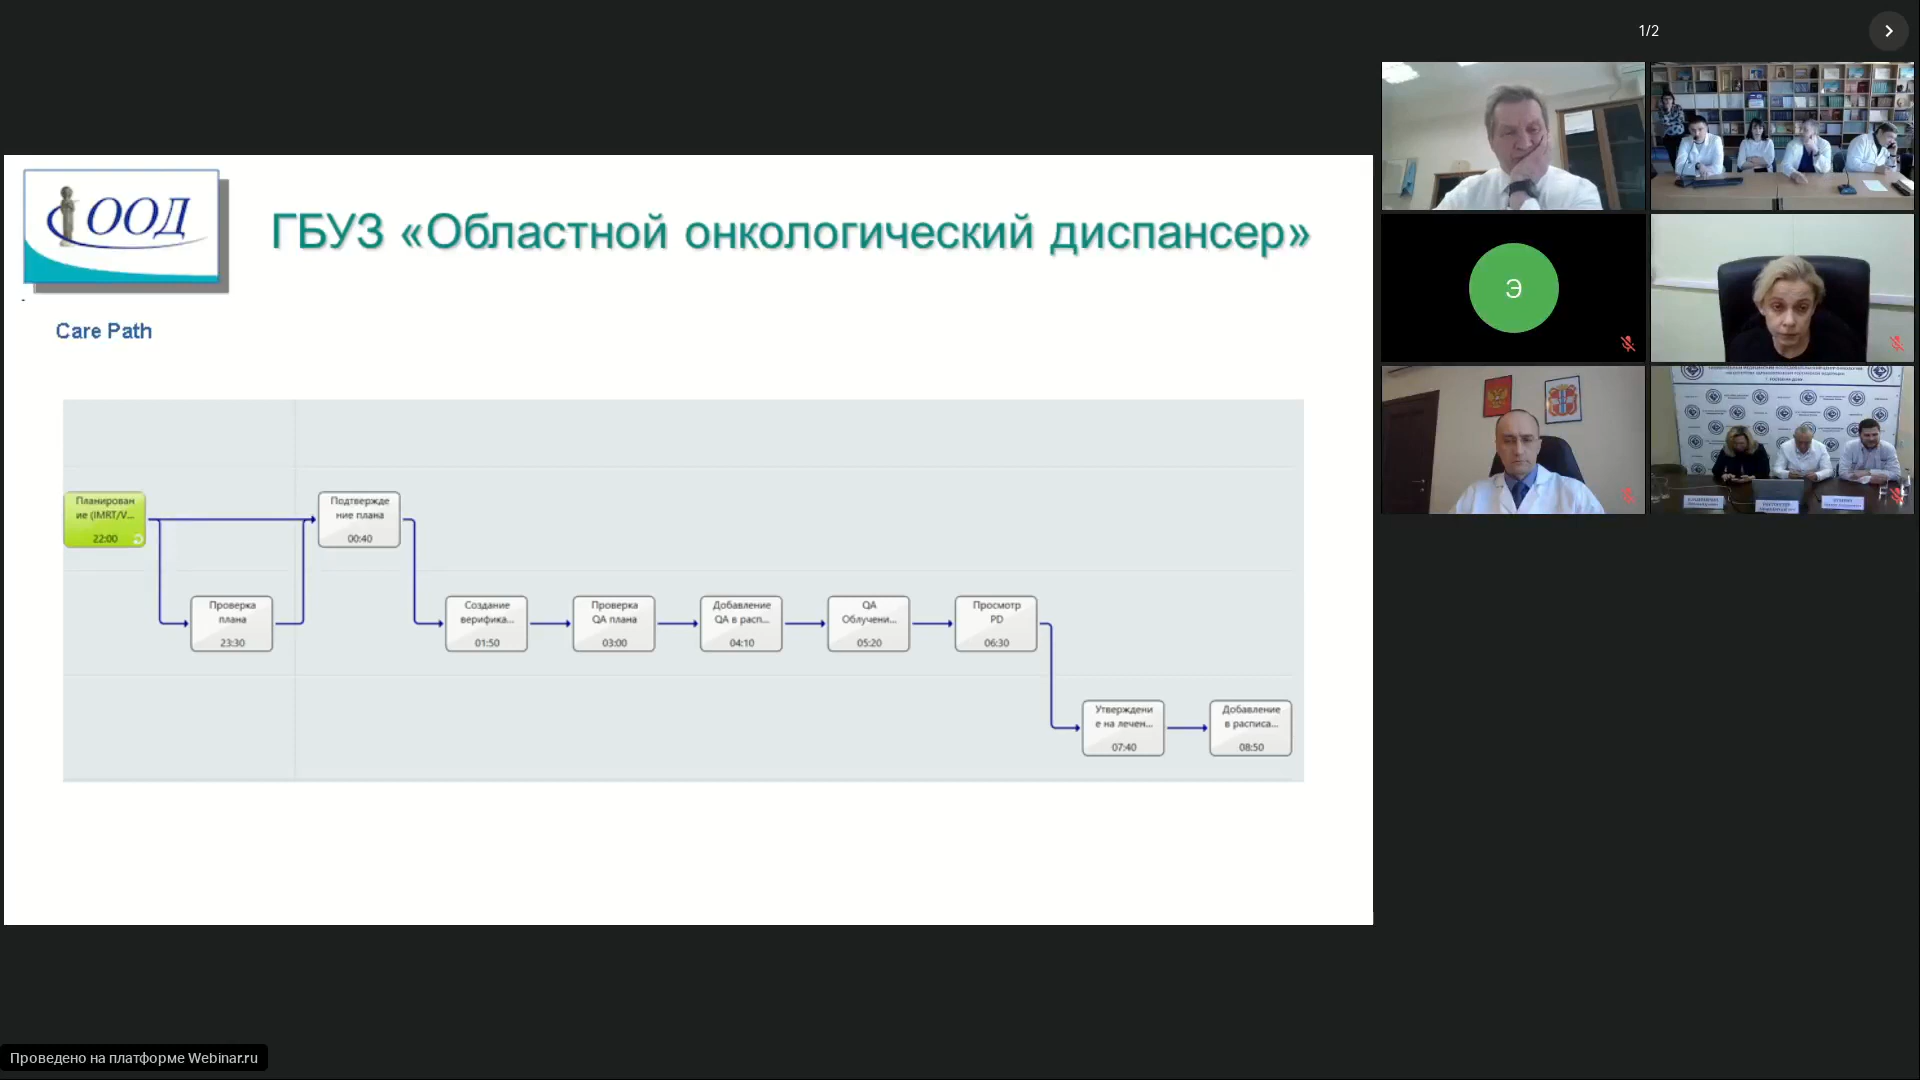 1/2
ООД
ГБУЗ «Областной онкологический диспансер»
Care Path
Планирован
ие (IMRT/V...
22:00
Подтвержде
ние плана
00:40
Проверка
плана
23:30
Создание
верифика...
01:50
Проверка
QA плана
03:00
Добавление
QA в расп...
04:10
QA
Облучени...
05:20
Просмотр
PD
06:30
Утверждени
е на лечен...
07:40
Добавление
в расписа...
08:50
Э
Проведено на платформе Webinar.ru